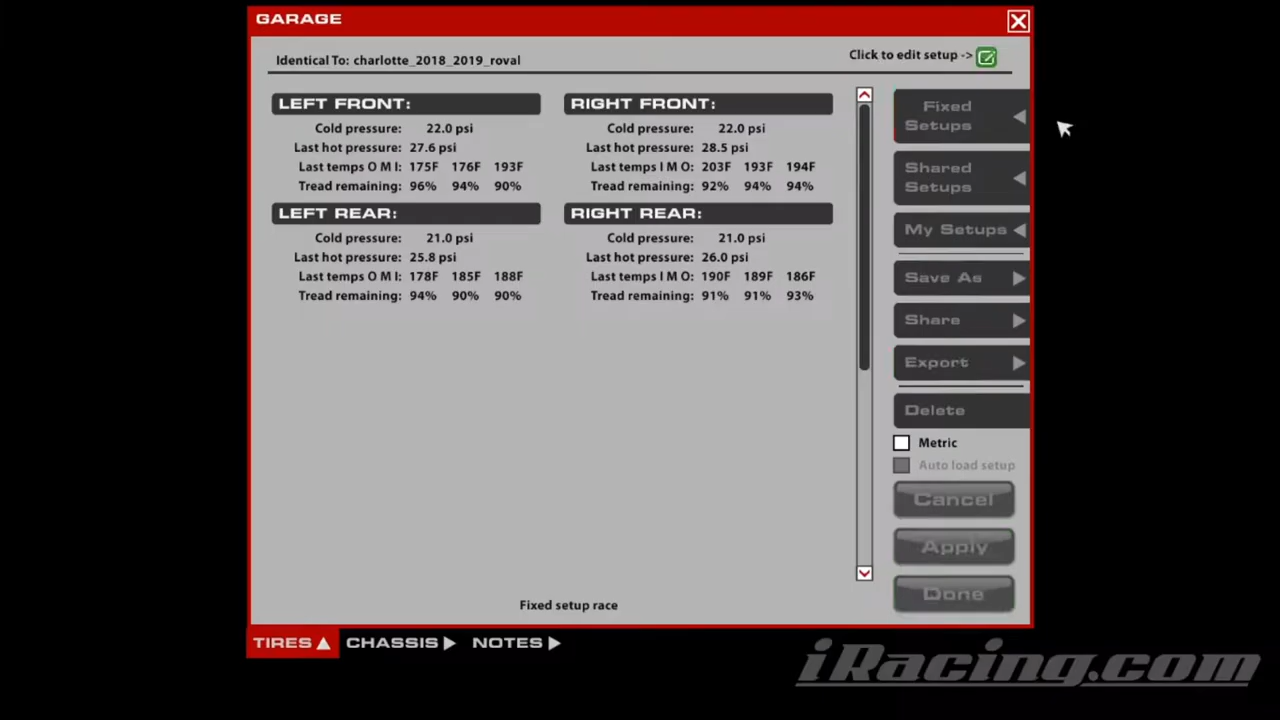 GARAGE
Identical To: charlotte_2018_2019_roval
Click to edit setup ->
LEFT FRONT:
Cold pressure: 22.0 psi
Last hot pressure: 27.6 psi
Last temps O M I: 175F 176F 193F
Tread remaining: 96% 94% 90%
RIGHT FRONT:
Cold pressure: 22.0 psi
Last hot pressure: 28.5 psi
Last temps I M O: 203F 193F 194F
Tread remaining: 92% 94% 94%
LEFT REAR:
Cold pressure: 21.0 psi
Last hot pressure: 25.8 psi
Last temps O M I: 178F 185F 188F
Tread remaining: 94% 90% 90%
RIGHT REAR:
Cold pressure: 21.0 psi
Last hot pressure: 26.0 psi
Last temps I M O: 190F 189F 186F
Tread remaining: 91% 91% 93%
Fixed setup race
Fixed
Setups
Shared
Setups
My Setups
Save As
Share
Export
Delete
Metric
Auto load setup
Cancel
Apply
Done
TIRES CHASSIS NOTES
iRacing.com